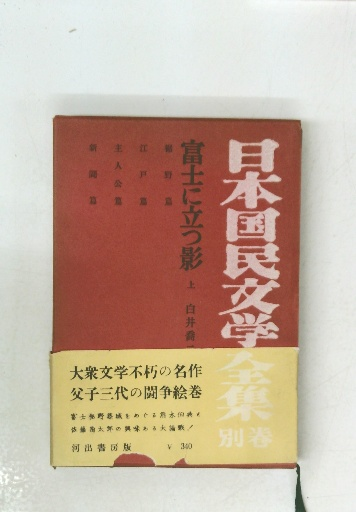 日本国民文学全集
別巻
富士に立つ影 上 白井喬
裾野篇
江戸篇
主人公篇
新闘篇
大衆文学不朽の名作
父子三代の闘争絵巻
富士裾野築城をめぐる熊木伯典と
佐藤菊太郎の興味ある大論戦!
河出書房版 ¥ 340